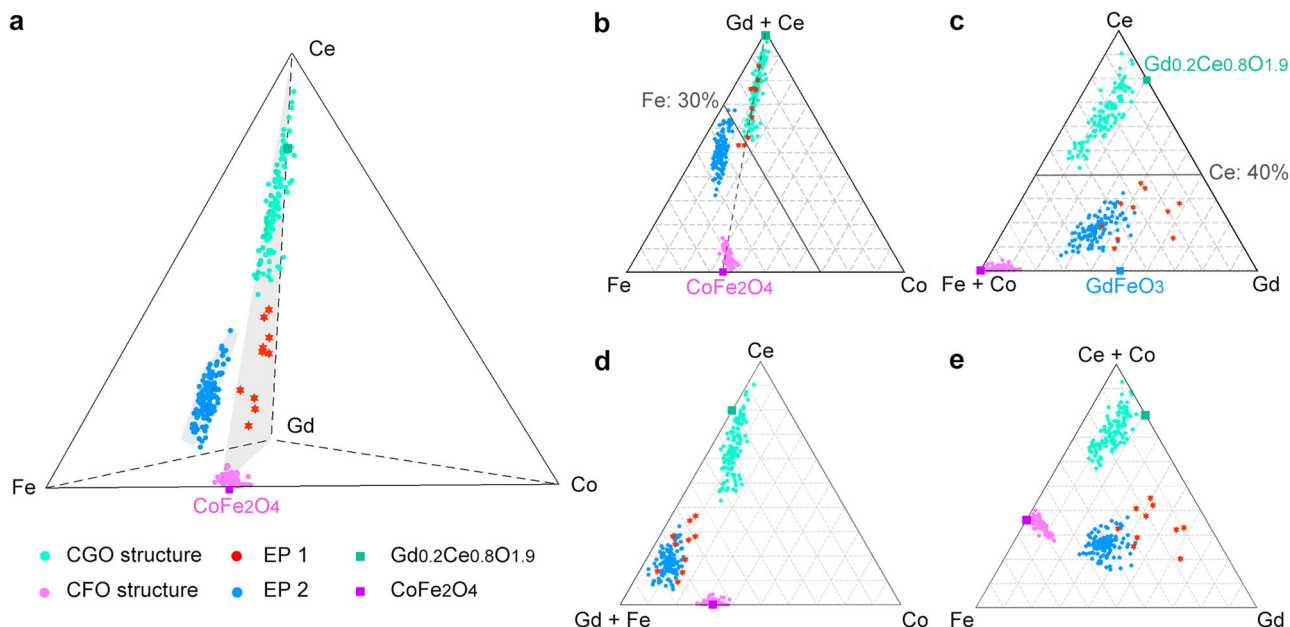 a
Ce
Gd
Fe
Co
CoFe2O4
CGO structure
EP 1
Gd0.2Ce0.8O1.9
CFO structure
EP 2
CoFe2O4
b
Gd + Ce
Fe: 30%
Fe
CoFe2O4
Co
c
Ce
Gd0.2Ce0.8O1.9
Ce: 40%
Fe + Co
GdFeO3
Gd
d
Ce
Gd + Fe
Co
e
Ce + Co
Fe
Gd